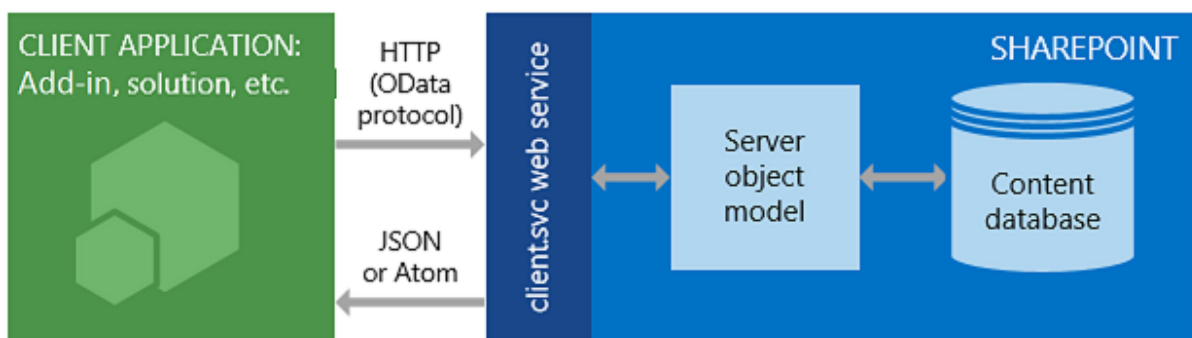 CLIENT APPLICATION:
Add-in, solution, etc.
HTTP
(OData
protocol)
JSON
or Atom
client.svc web service
SHAREPOINT
Server
object
model
Content
database